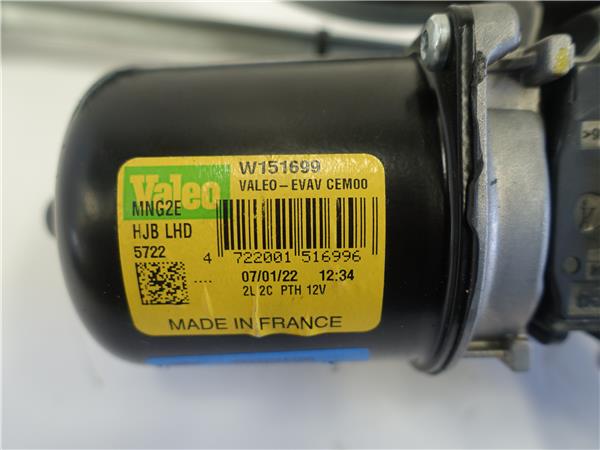 W151699
Valeo
VALEO-EVAV CEM00
MNG2E
HJB LHD
5722
4 722001 516996
07/01/22 12:34
2L 2C PTH 12V
MADE IN FRANCE
4